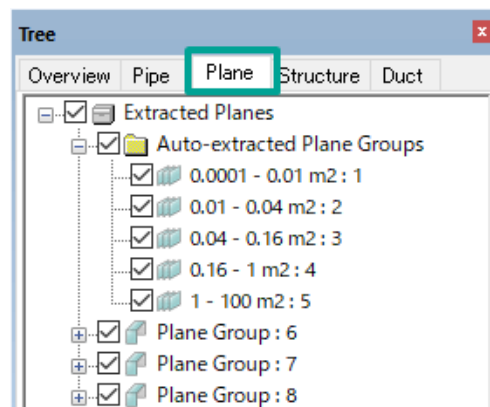 Tree
Overview Pipe Plane Structure Duct
Extracted Planes
Auto-extracted Plane Groups
0.0001 - 0.01 m2 : 1
0.01 - 0.04 m2 : 2
0.04 - 0.16 m2 : 3
0.16 - 1 m2 : 4
1 - 100 m2 : 5
Plane Group : 6
Plane Group : 7
Plane Group : 8